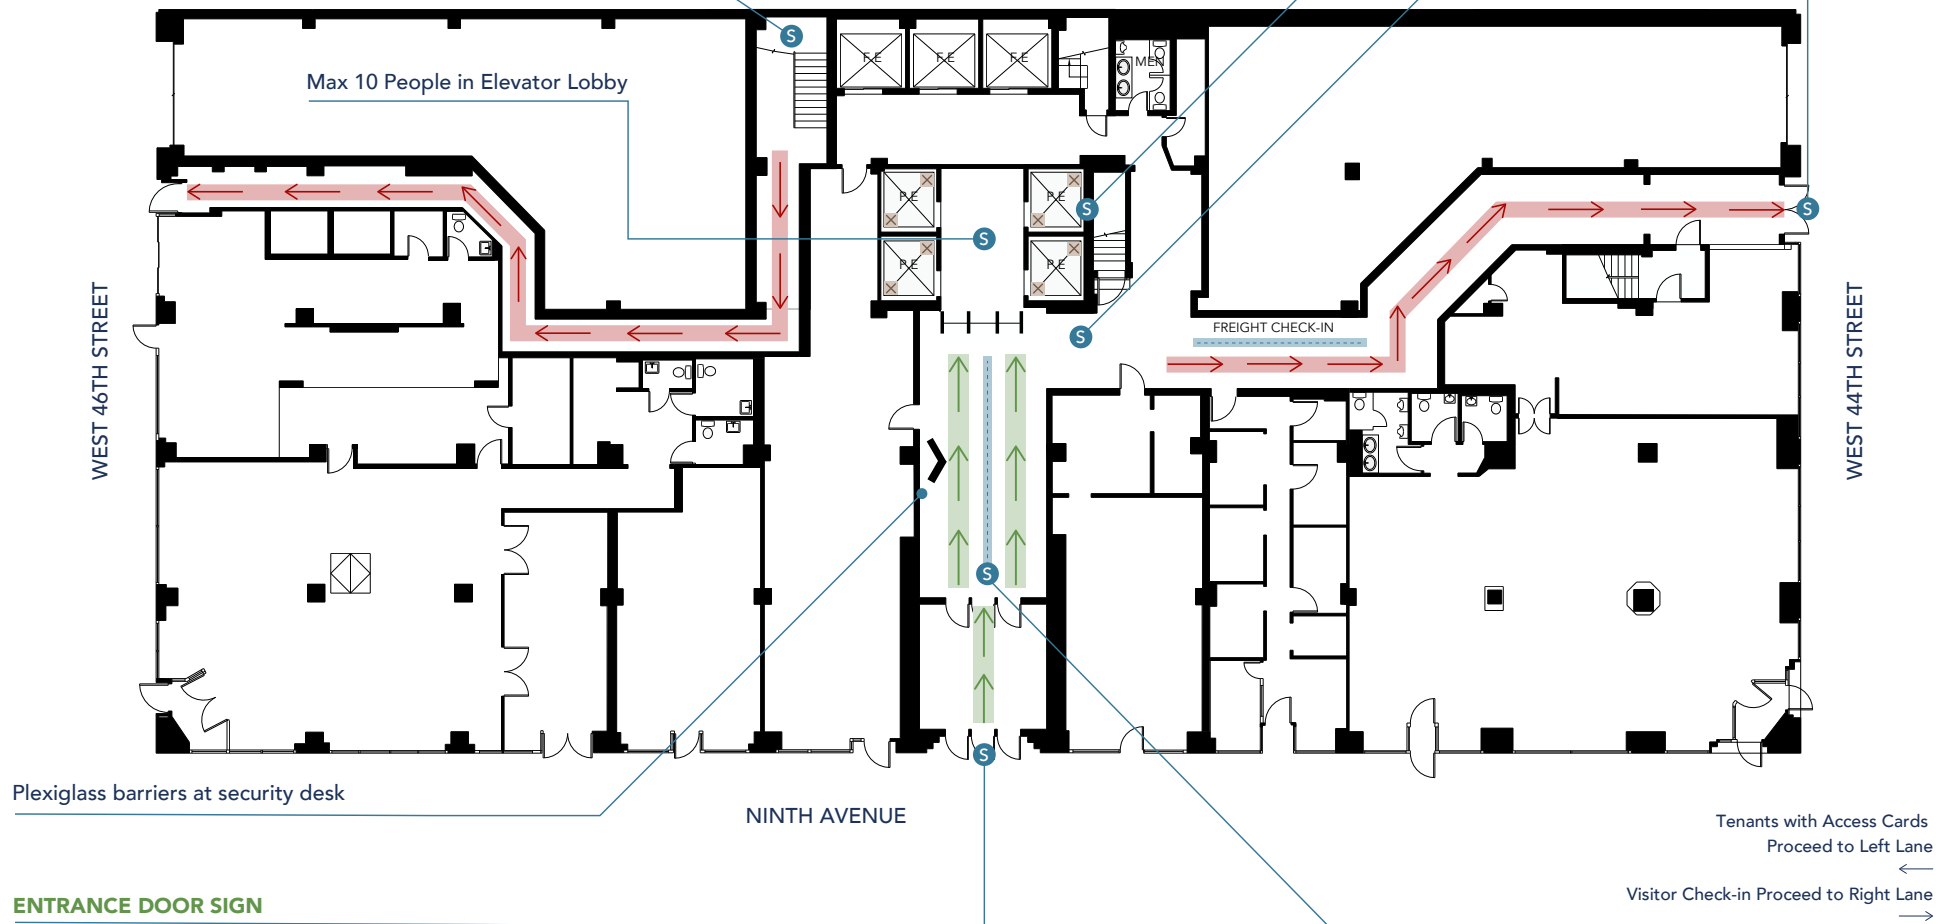 S
F.E
F.E
F.E
MEN
Max 10 People in Elevator Lobby
P.E
P.E
S
S
S
P.E
P.E
WEST 46TH STREET
WEST 44TH STREET
FREIGHT CHECK-IN
S
S
S
Plexiglass barriers at security desk
NINTH AVENUE
Tenants with Access Cards
Proceed to Left Lane
Visitor Check-in Proceed to Right Lane
ENTRANCE DOOR SIGN